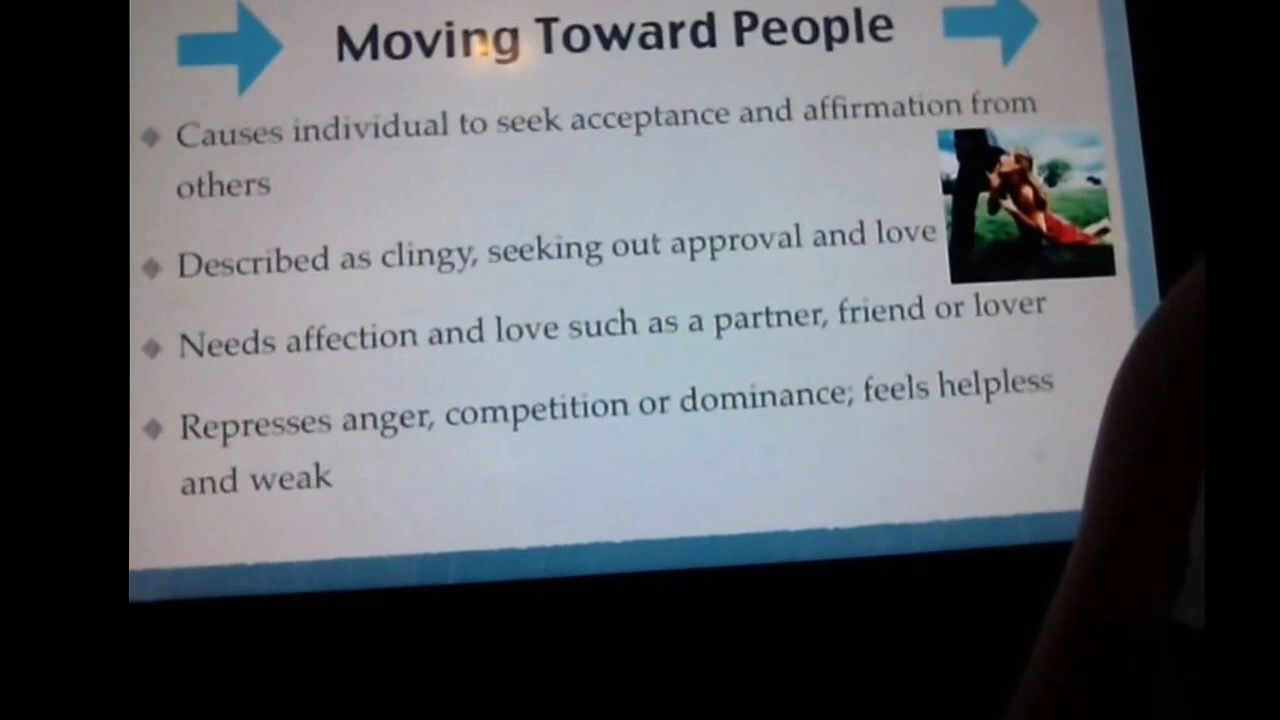 Moving Toward People
Causes individual to seek acceptance and affirmation from
others
Described as clingy, seeking out approval and love
Needs affection and love such as a partner, friend or lover
Represses anger, competition or dominance; feels helpless
and weak